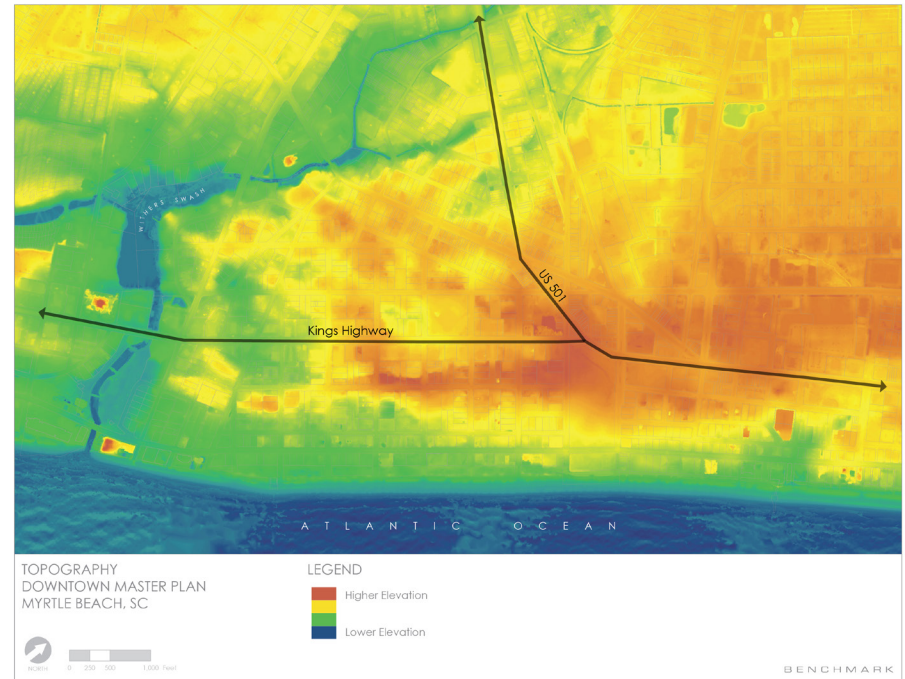 WITHERS SWASH
US 501
Kings Highway
ATLANTIC OCEAN
TOPOGRAPHY
DOWNTOWN MASTER PLAN
MYRTLE BEACH, SC
LEGEND
Higher Elevation
Lower Elevation
NORTH
0 250 500 1,000 Feet
BENCHMARK